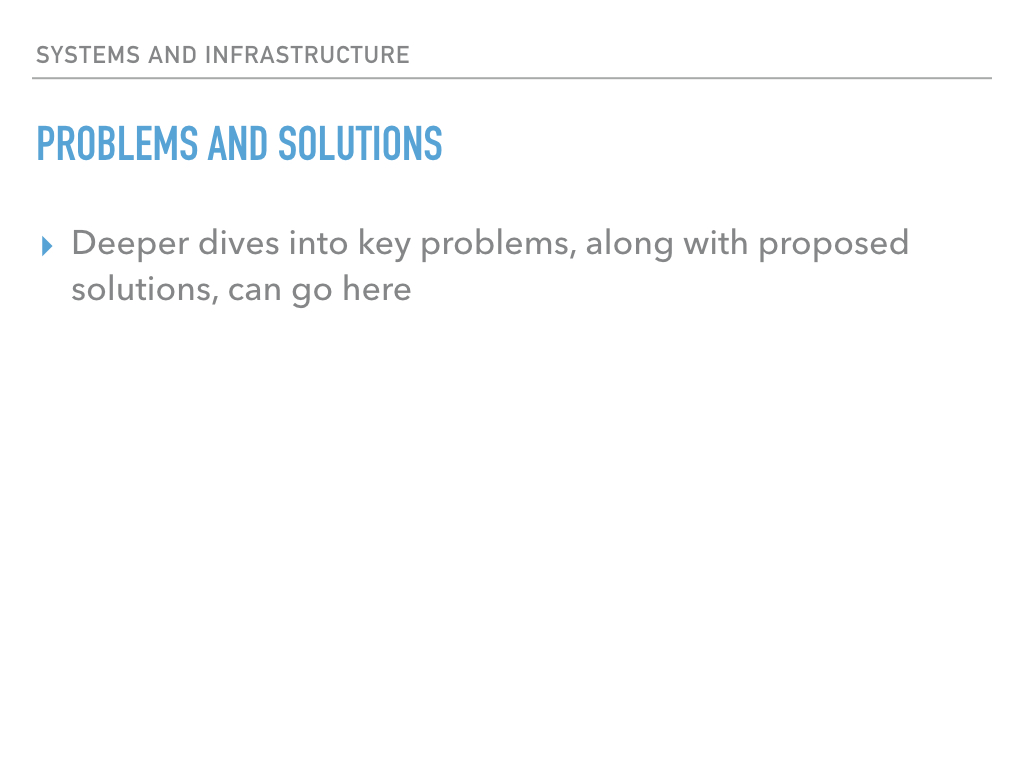 SYSTEMS AND INFRASTRUCTURE
PROBLEMS AND SOLUTIONS
Deeper dives into key problems, along with proposed
solutions, can go here